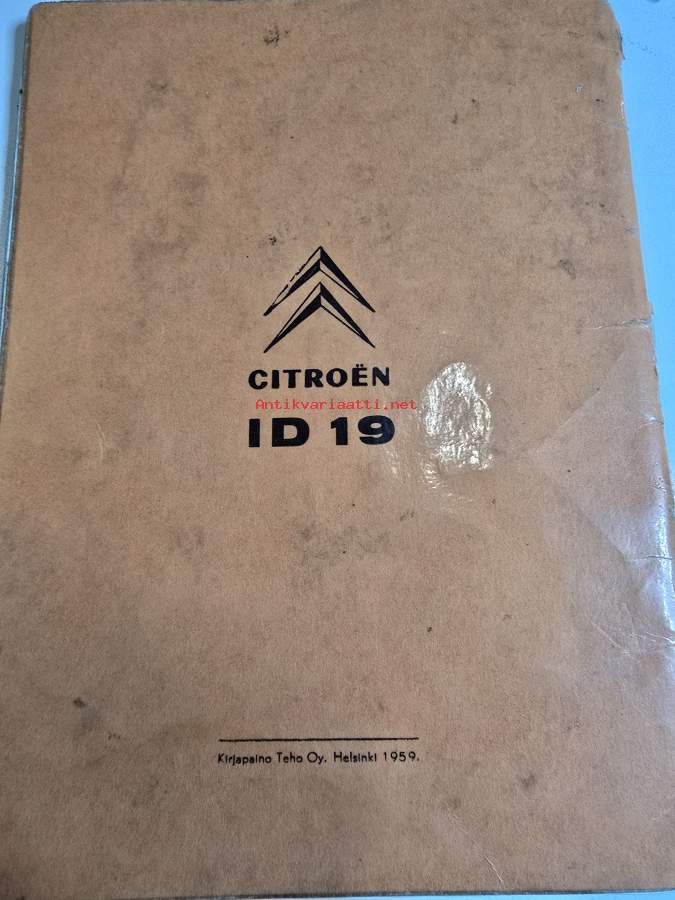 CITROËN
Antikvariaatti.net
ID 19
Kirjapaino Teho Oy. Helsinki 1959.